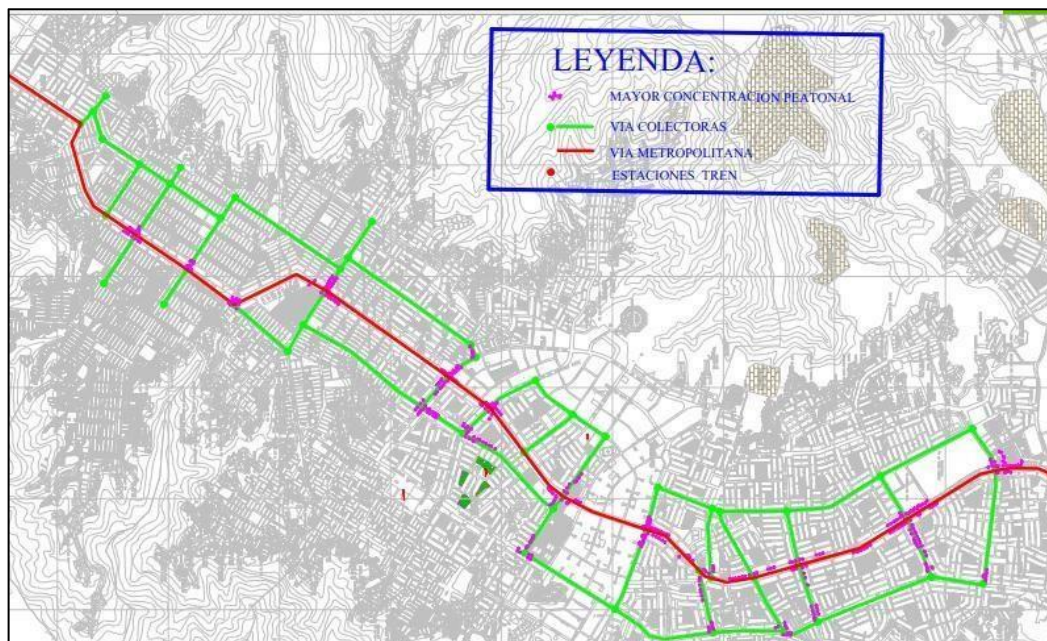 LEYENDA:
MAYOR CONCENTRACION PEATONAL
VIA COLECTORAS
VIA METROPOLITANA
ESTACIONES TREN